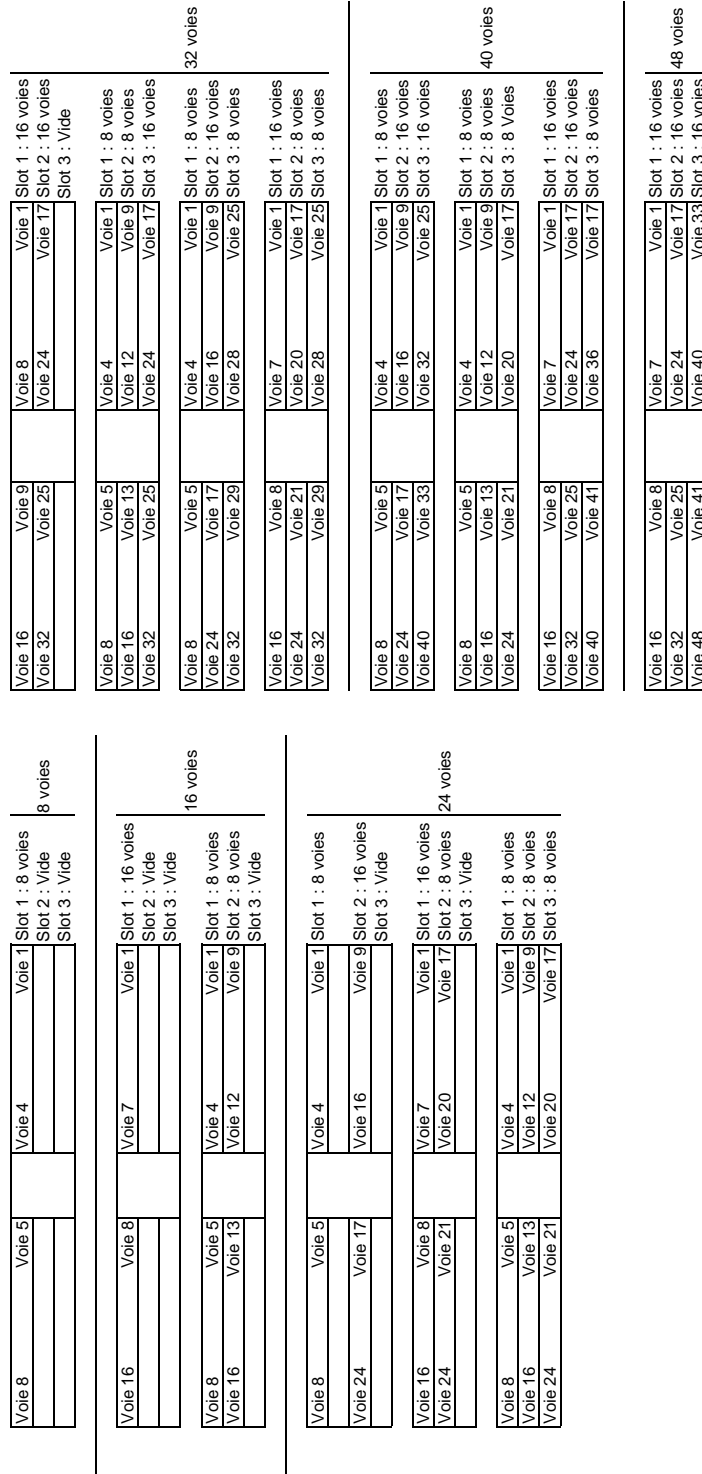 Voie 8 Voie 5 Voie 4 Voie 1 Slot 1 : 8 voies
Slot 2 : Vide
Slot 3 : Vide
8 voies
Voie 16 Voie 8 Voie 7 Voie 1 Slot 1 : 16 voies
Slot 2 : Vide
Slot 3 : Vide
Voie 8 Voie 5 Voie 4 Voie 1 Slot 1 : 8 voies
Voie 16 Voie 13 Voie 12 Voie 9 Slot 2 : 8 voies
Slot 3 : Vide
16 voies
Voie 8 Voie 5 Voie 4 Voie 1 Slot 1 : 8 voies
Voie 24 Voie 17 Voie 16 Voie 9 Slot 2 : 16 voies
Slot 3 : Vide
Voie 16 Voie 8 Voie 7 Voie 1 Slot 1 : 16 voies
Voie 24 Voie 21 Voie 20 Voie 17 Slot 2 : 8 voies
Slot 3 : Vide
Voie 8 Voie 5 Voie 4 Voie 1 Slot 1 : 8 voies
Voie 16 Voie 13 Voie 12 Voie 9 Slot 2 : 8 voies
Voie 24 Voie 21 Voie 20 Voie 17 Slot 3 : 8 voies
24 voies
Voie 16 Voie 9 Voie 8 Voie 1 Slot 1 : 16 voies
Voie 32 Voie 25 Voie 24 Voie 17 Slot 2 : 16 voies
Slot 3 : Vide
Voie 8 Voie 5 Voie 4 Voie 1 Slot 1 : 8 voies
Voie 16 Voie 13 Voie 12 Voie 9 Slot 2 : 8 voies
Voie 32 Voie 25 Voie 24 Voie 17 Slot 3 : 16 voies
Voie 8 Voie 5 Voie 4 Voie 1 Slot 1 : 8 voies
Voie 24 Voie 17 Voie 16 Voie 9 Slot 2 : 16 voies
Voie 32 Voie 29 Voie 28 Voie 25 Slot 3 : 8 voies
Voie 16 Voie 8 Voie 7 Voie 1 Slot 1 : 16 voies
Voie 24 Voie 21 Voie 20 Voie 17 Slot 2 : 8 voies
Voie 32 Voie 29 Voie 28 Voie 25 Slot 3 : 8 voies
32 voies
Voie 8 Voie 5 Voie 4 Voie 1 Slot 1 : 8 voies
Voie 24 Voie 17 Voie 16 Voie 9 Slot 2 : 16 voies
Voie 40 Voie 33 Voie 32 Voie 25 Slot 3 : 16 voies
Voie 8 Voie 5 Voie 4 Voie 1 Slot 1 : 8 voies
Voie 16 Voie 13 Voie 12 Voie 9 Slot 2 : 8 voies
Voie 24 Voie 21 Voie 20 Voie 17 Slot 3 : 8 Voies
Voie 16 Voie 8 Voie 7 Voie 1 Slot 1 : 16 voies
Voie 32 Voie 25 Voie 24 Voie 17 Slot 2 : 16 voies
Voie 40 Voie 41 Voie 36 Voie 17 Slot 3 : 8 voies
40 voies
Voie 16 Voie 8 Voie 7 Voie 1 Slot 1 : 16 voies
Voie 32 Voie 25 Voie 24 Voie 17 Slot 2 : 16 voies
Voie 48 Voie 41 Voie 40 Voie 33 Slot 3 : 16 voies
48 voies